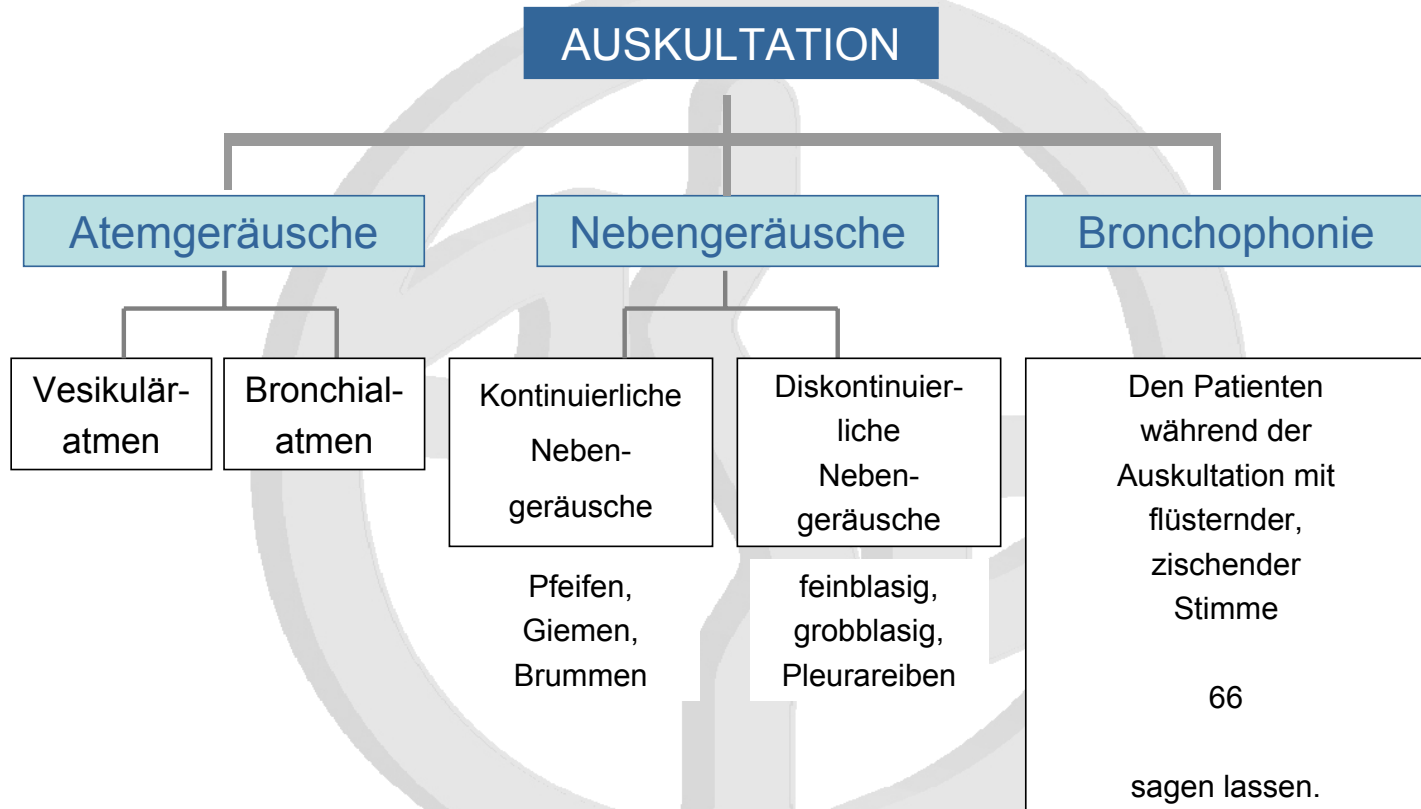 AUSKULTATION
Atemgeräusche
Nebengeräusche
Bronchophonie
Vesikulär-
atmen
Bronchial-
atmen
Kontinuierliche
Neben-
geräusche
Diskontinuier-
liche
Neben-
geräusche
Den Patienten
während der
Auskultation mit
flüsternder,
zischender
Stimme
66
sagen lassen.
Pfeifen,
Giemen,
Brummen
feinblasig,
grobblasig,
Pleurareiben